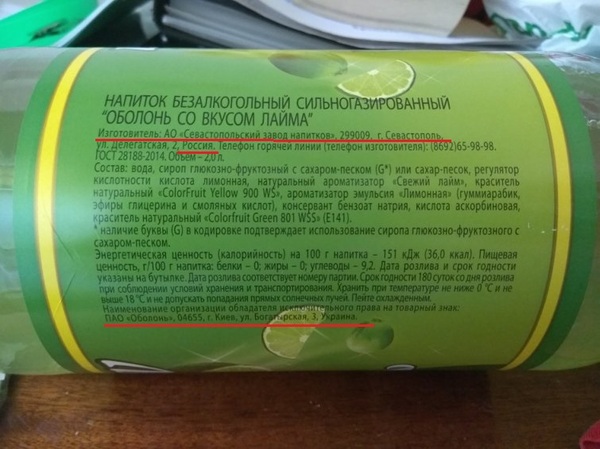 НАПИТОК БЕЗАЛКОГОЛЬНЫЙ СИЛЬНОГАЗИРОВАННЫЙ
"ОБОЛОНЬ СО ВКУСОМ ЛАЙМА"
Изготовитель: АО «Севастопольский завод напитков», 299009, г. Севастополь,
ул. Делегатская, 2, Россия. Телефон горячей линии (телефон изготовителя): (8692)65-98-98.
ГОСТ 28188-2014. Объем – 2,0 л.
Состав: вода, сироп глюкозно-фруктозный с сахаром-песком (G*) или сахар-песок, регулятор
кислотности кислота лимонная, натуральный ароматизатор «Свежий лайм», краситель
натуральный «ColorFruit Yellow 900 WS», ароматизатор эмульсия «Лимонная» (гуммиарабик,
эфиры глицерина и смоляных кислот), консервант бензоат натрия, кислота аскорбиновая,
краситель натуральный «Colorfruit Green 801 WSS» (E141).
* наличие буквы (G) в кодировке подтверждает использование сиропа глюкозно-фруктозного с
сахаром-песком.
Энергетическая ценность (калорийность) на 100 г напитка – 151 кДж (36,0 ккал). Пищевая
ценность, г/100 г напитка: белки – 0; жиры – 0; углеводы – 9,2. Дата розлива и срок годности
указаны на бутылке. Дата розлива соответствует номеру партии. Срок годности 180 суток со дня розлива
при соблюдении условий хранения и транспортирования. Хранить при температуре не ниже 0 °С и не
выше 18 °С и не допускать попадания прямых солнечных лучей. Пейте охлажденным.
Наименование организации обладателя исключительного права на товарный знак:
ПАО «Оболонь», 04655, г. Киев, ул. Богатырская, 3, Украина.